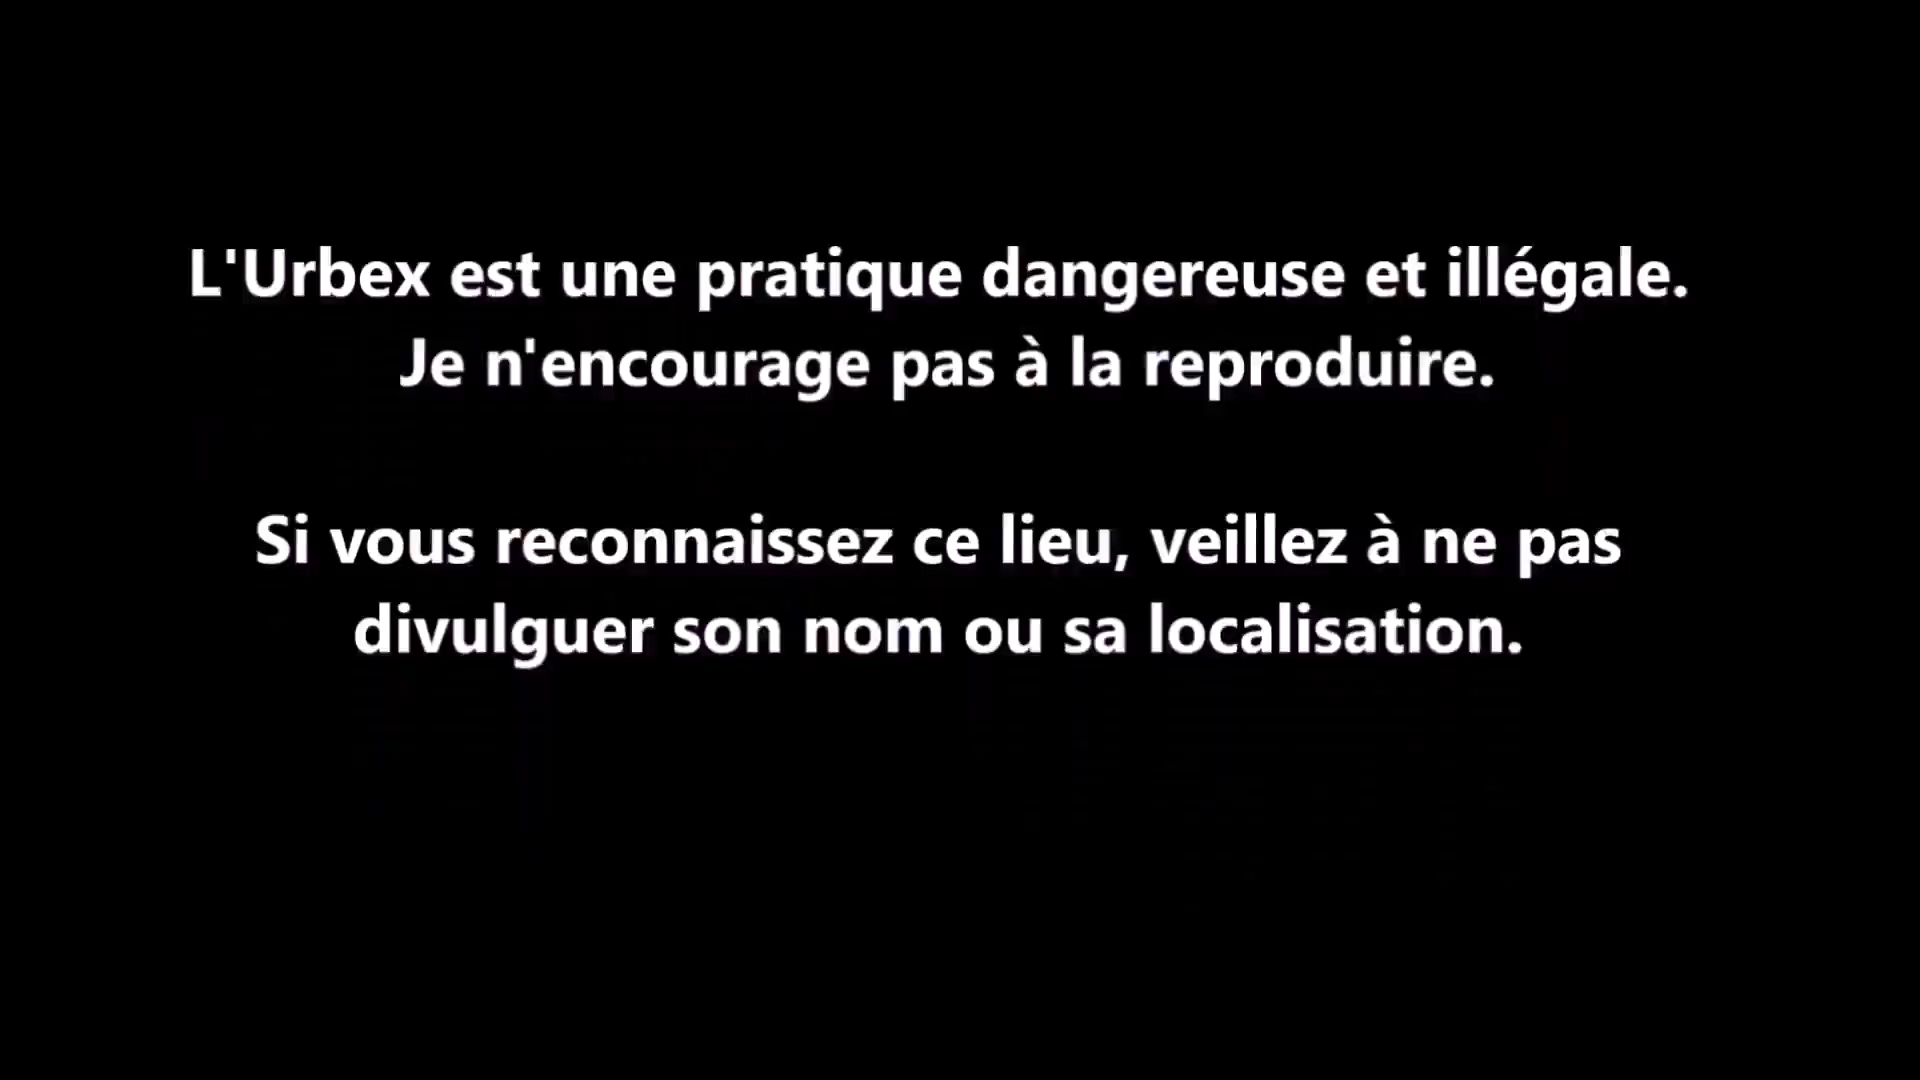 L'Urbex est une pratique dangereuse et illégale.
Je n'encourage pas à la reproduire.
Si vous reconnaissez ce lieu, veillez à ne pas
divulguer son nom ou sa localisation.